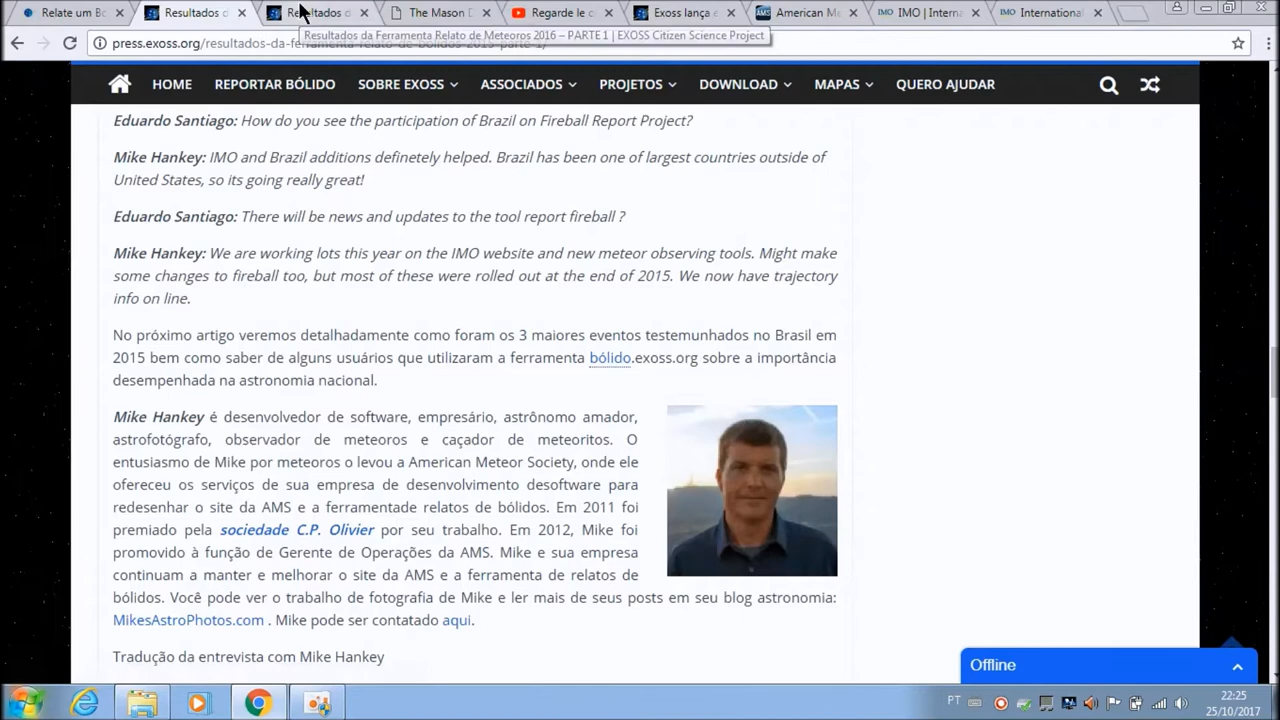 Relate um Bo
Resultados d
Resultados d
The Mason D
Regarde le c
Exoss lança e
American Me
IMO | Interna
International
Resultados da Ferramenta Relato de Meteoros 2016 – PARTE 1 | EXOSS Citizen Science Project
press.exoss.org/resultados-da-ferramenta-relato-de-bolidos-2015-parte-1/
HOME REPORTAR BÓLIDO SOBRE EXOSS ASSOCIADOS PROJETOS DOWNLOAD MAPAS QUERO AJUDAR
Eduardo Santiago: How do you see the participation of Brazil on Fireball Report Project?
Mike Hankey: IMO and Brazil additions definetely helped. Brazil has been one of largest countries outside of
United States, so its going really great!
Eduardo Santiago: There will be news and updates to the tool report fireball ?
Mike Hankey: We are working lots this year on the IMO website and new meteor observing tools. Might make
some changes to fireball too, but most of these were rolled out at the end of 2015. We now have trajectory
info on line.
No próximo artigo veremos detalhadamente como foram os 3 maiores eventos testemunhados no Brasil em
2015 bem como saber de alguns usuários que utilizaram a ferramenta bólido.exoss.org sobre a importância
desempenhada na astronomia nacional.
Mike Hankey é desenvolvedor de software, empresário, astrônomo amador,
astrofotógrafo, observador de meteoros e caçador de meteoritos. O
entusiasmo de Mike por meteoros o levou a American Meteor Society, onde ele
ofereceu os serviços de sua empresa de desenvolvimento desoftware para
redesenhar o site da AMS e a ferramentade relatos de bólidos. Em 2011 foi
premiado pela sociedade C.P. Olivier por seu trabalho. Em 2012, Mike foi
promovido à função de Gerente de Operações da AMS. Mike e sua empresa
continuam a manter e melhorar o site da AMS e a ferramenta de relatos de
bólidos. Você pode ver o trabalho de fotografia de Mike e ler mais de seus posts em seu blog astronomia:
MikesAstroPhotos.com . Mike pode ser contatado aqui.
Tradução da entrevista com Mike Hankey
Offline
PT
22:25
25/10/2017